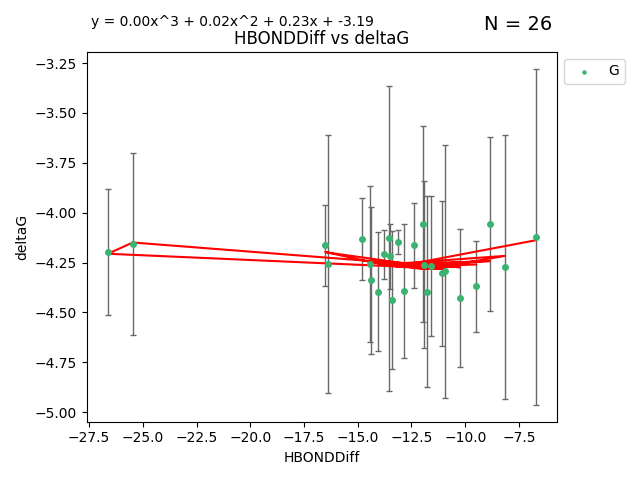 y = 0.00x^3 + 0.02x^2 + 0.23x + -3.19
N = 26
HBONDDiff vs deltaG
G
−3.25
−3.50
−3.75
−4.00
−4.25
−4.50
−4.75
−5.00
deltaG
−27.5 −25.0 −22.5 −20.0 −17.5 −15.0 −12.5 −10.0 −7.5
HBONDDiff